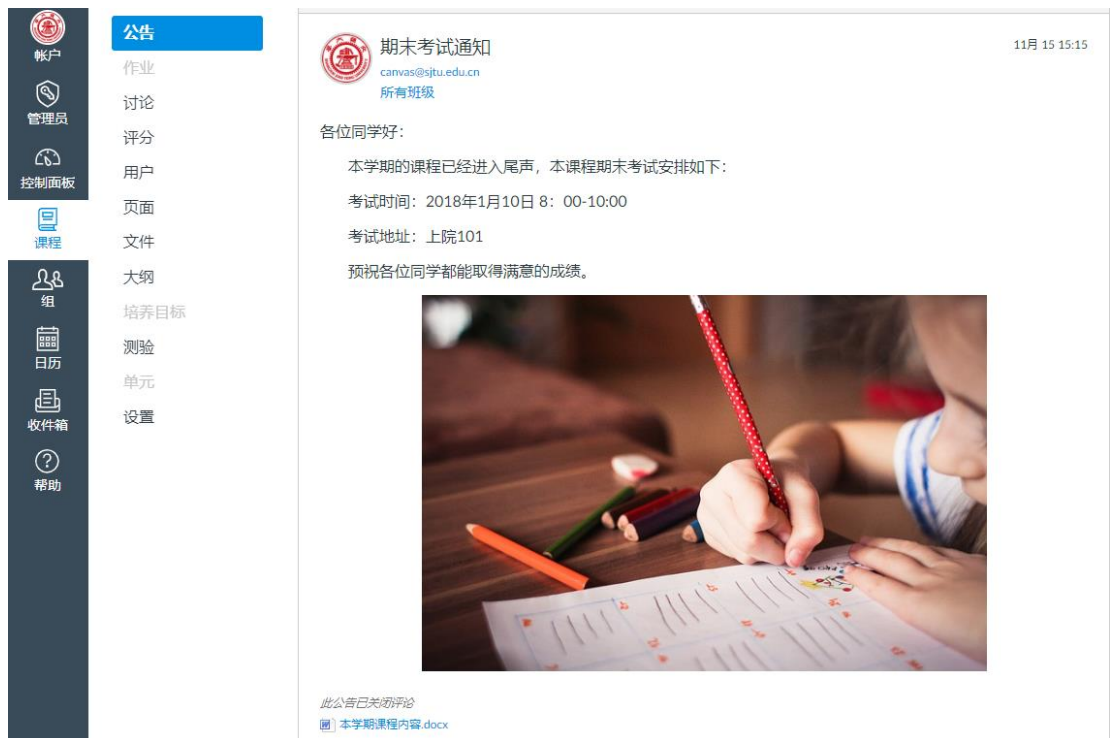 帐户
管理员
控制面板
课程
组
日历
收件箱
帮助
公告
作业
讨论
评分
用户
页面
文件
大纲
培养目标
测验
单元
设置
期末考试通知
11月 15 15:15
canvas@sjtu.edu.cn
所有班级
各位同学好：
本学期的课程已经进入尾声，本课程期末考试安排如下：
考试时间：2018年1月10日 8：00-10:00
考试地址：上院101
预祝各位同学都能取得满意的成绩。
此公告已关闭评论
本学期课程内容.docx